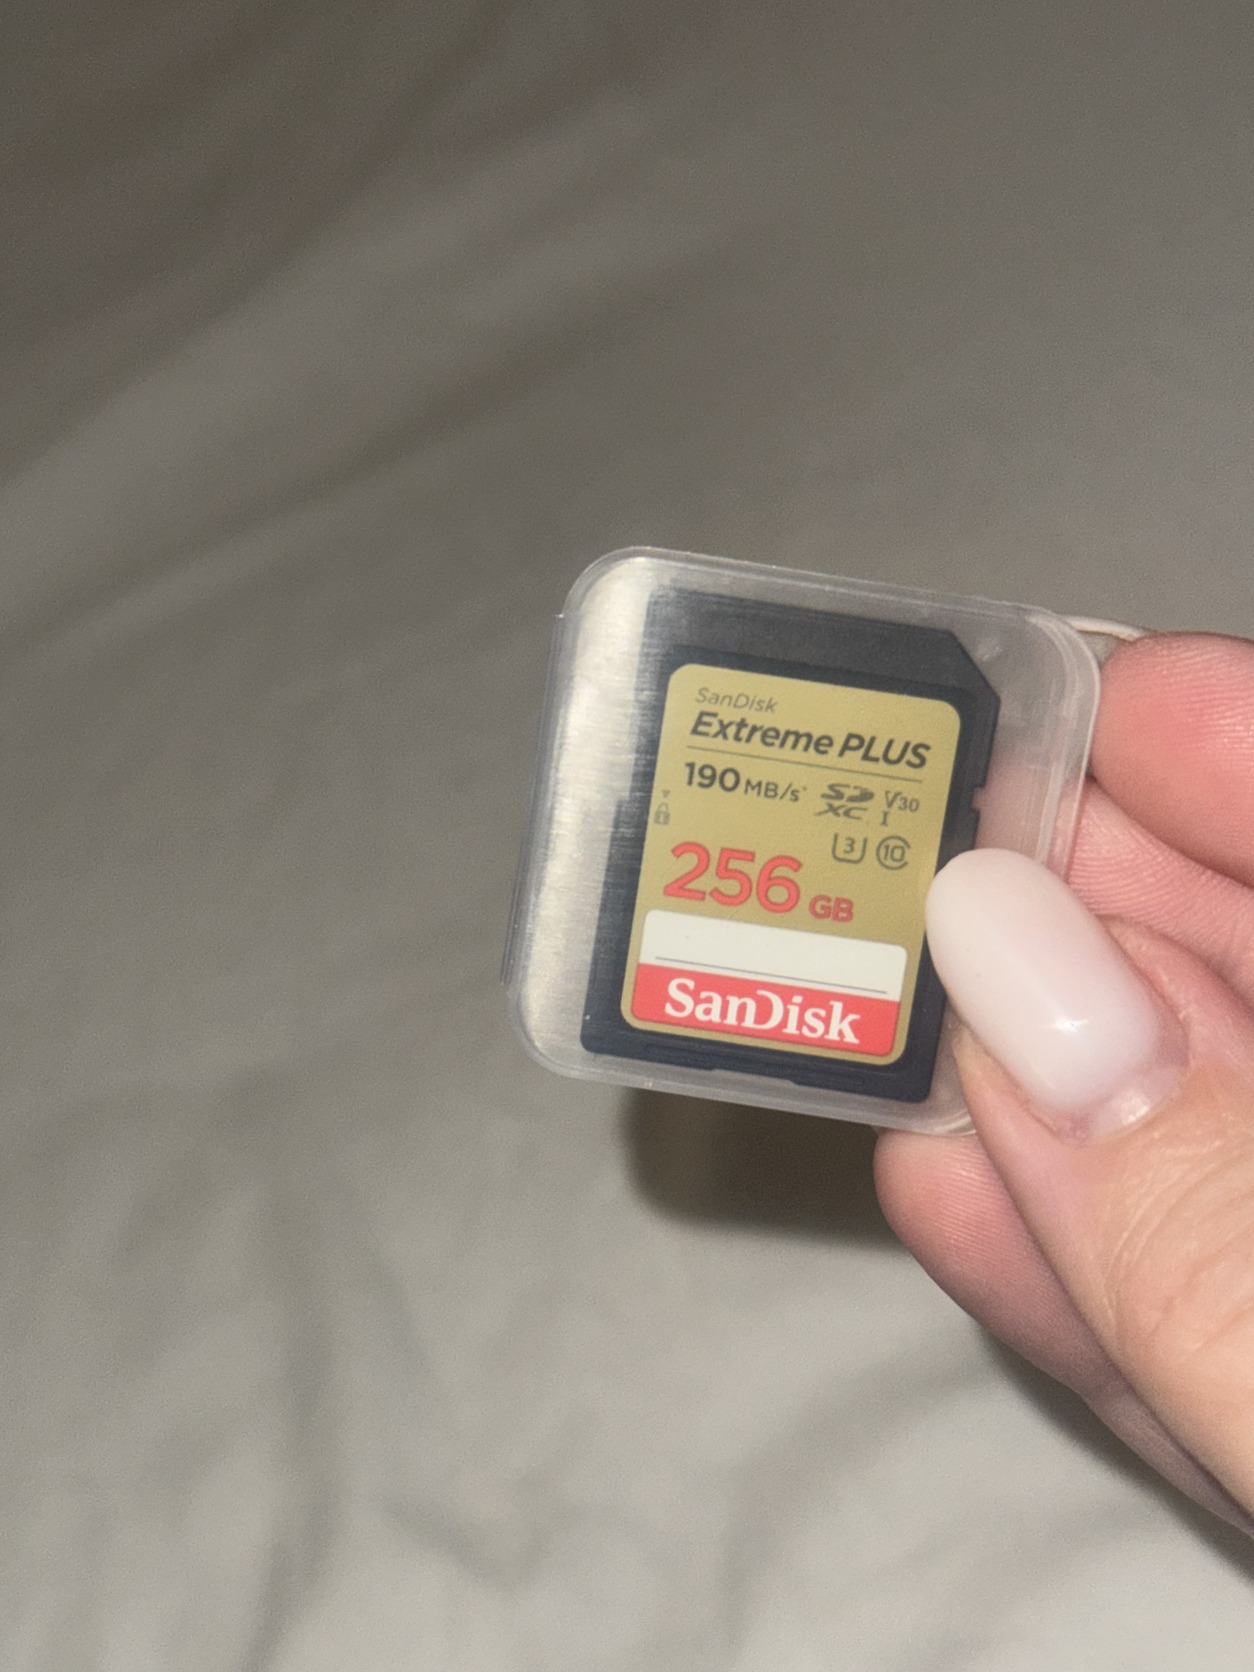 SanDisk
Extreme PLUS
190 MB/s* SD XC V30 I
3 10
256 GB
SanDisk